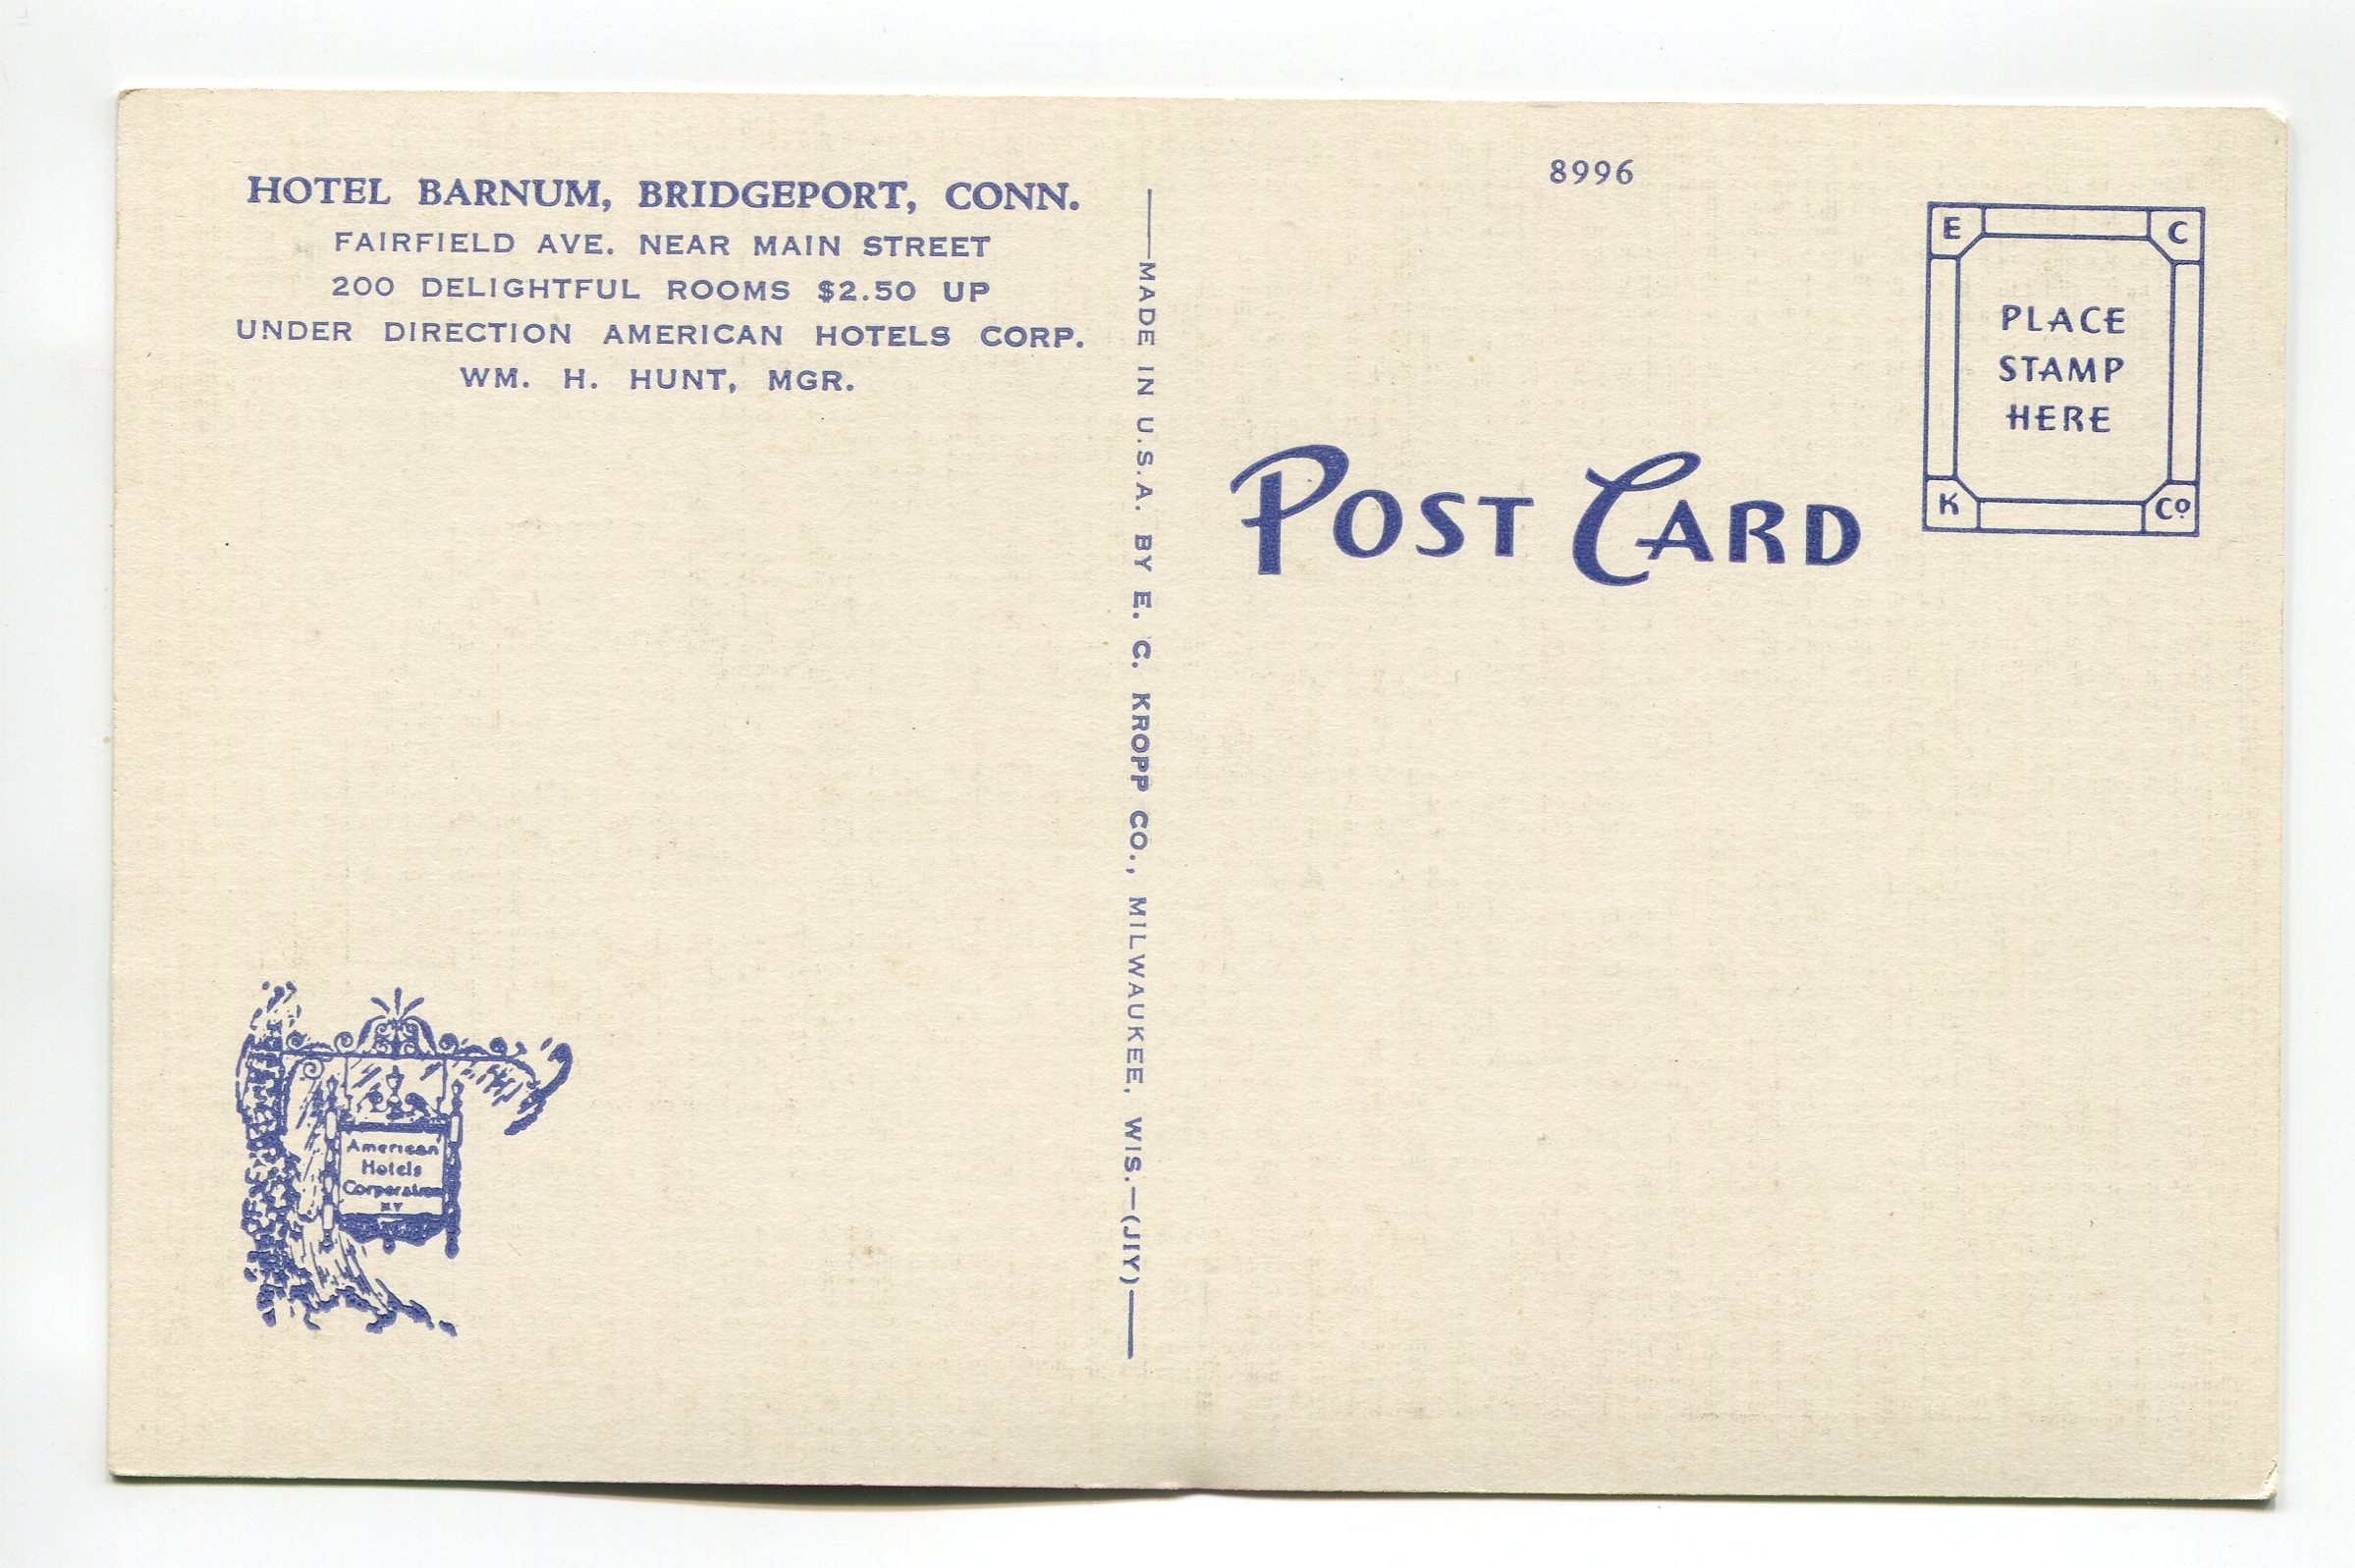 HOTEL BARNUM, BRIDGEPORT, CONN.
FAIRFIELD AVE. NEAR MAIN STREET
200 DELIGHTFUL ROOMS $2.50 UP
UNDER DIRECTION AMERICAN HOTELS CORP.
WM. H. HUNT, MGR.
American
Hotels
Corporation
N.Y
MADE IN U.S.A. BY E. C. KROPP CO., MILWAUKEE, WIS.—(JIY)
8996
POST CARD
E C
PLACE
STAMP
HERE
K Co